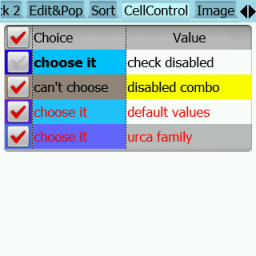 k 2 Edit&Pop Sort CellControl Image
Choice Value
choose it check disabled
can't choose disabled combo
choose it default values
choose it urca family